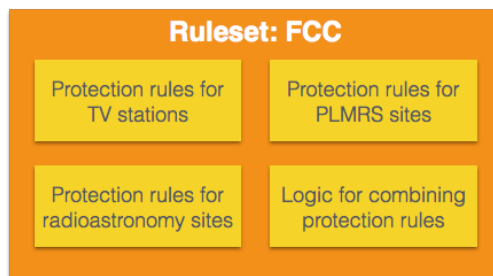 Ruleset: FCC
Protection rules for
TV stations
Protection rules for
PLMRS sites
Protection rules for
radioastronomy sites
Logic for combining
protection rules